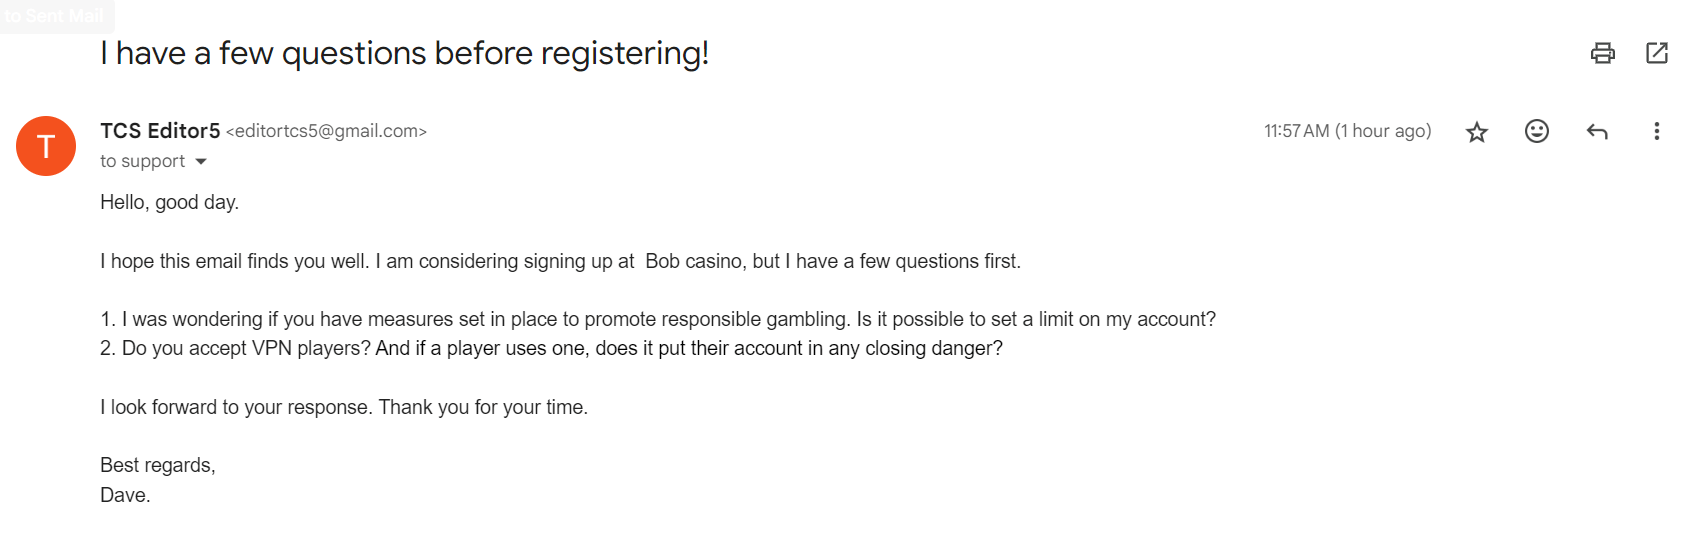 to Sent Mail
I have a few questions before registering!
T
TCS Editor5 <editortcs5@gmail.com>
11:57 AM (1 hour ago)
to support
Hello, good day.
I hope this email finds you well. I am considering signing up at  Bob casino, but I have a few questions first.
1. I was wondering if you have measures set in place to promote responsible gambling. Is it possible to set a limit on my account?
2. Do you accept VPN players? And if a player uses one, does it put their account in any closing danger?
I look forward to your response. Thank you for your time.
Best regards,
Dave.